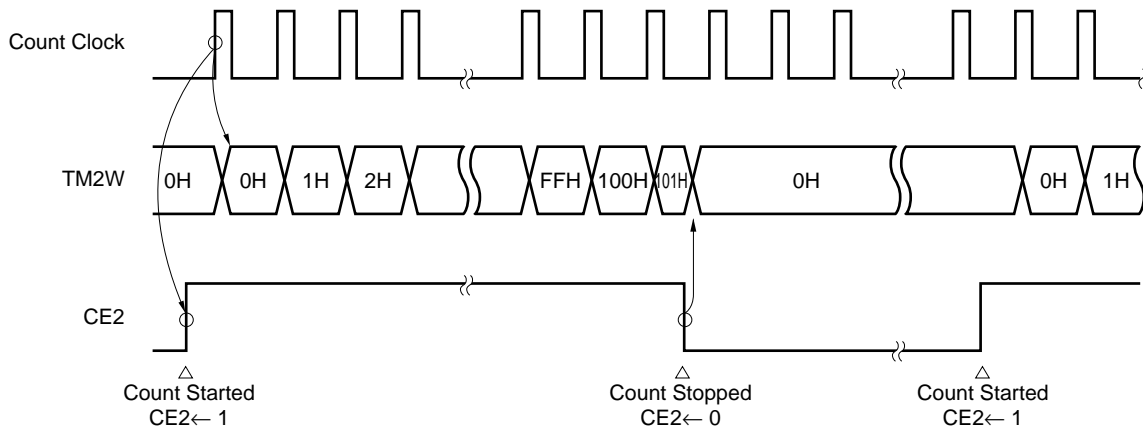 Count Clock
TM2W
0H
0H
1H
2H
FFH
100H
101H
0H
0H
1H
CE2
Count Started
CE2← 1
Count Stopped
CE2← 0
Count Started
CE2← 1